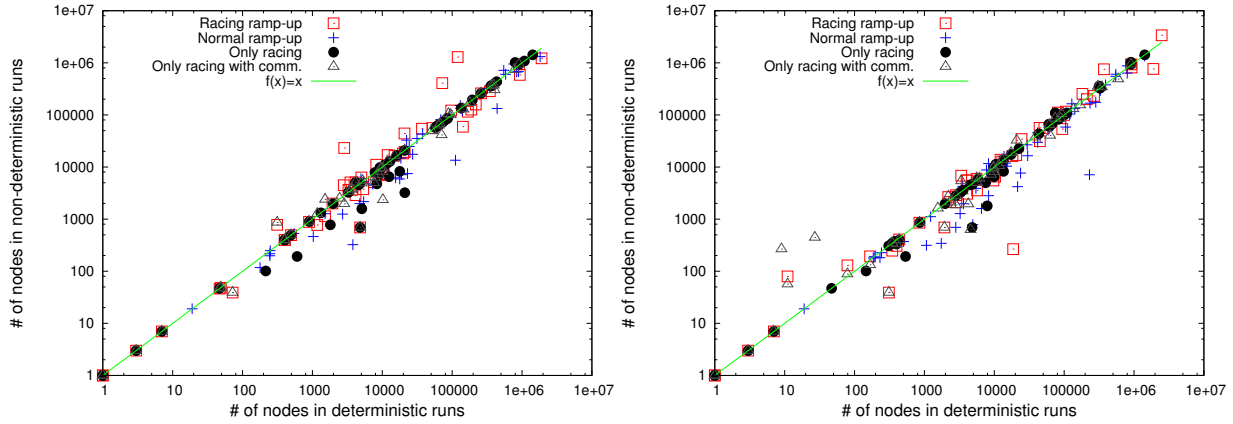 1e+07
1e+06
100000
10000
1000
100
10
1
1 10 100 1000 10000 100000 1e+06 1e+07
# of nodes in non-deterministic runs
# of nodes in deterministic runs
Racing ramp-up
Normal ramp-up
Only racing
Only racing with comm.
f(x)=x
1e+07
1e+06
100000
10000
1000
100
10
1
1 10 100 1000 10000 100000 1e+06 1e+07
# of nodes in non-deterministic runs
# of nodes in deterministic runs
Racing ramp-up
Normal ramp-up
Only racing
Only racing with comm.
f(x)=x